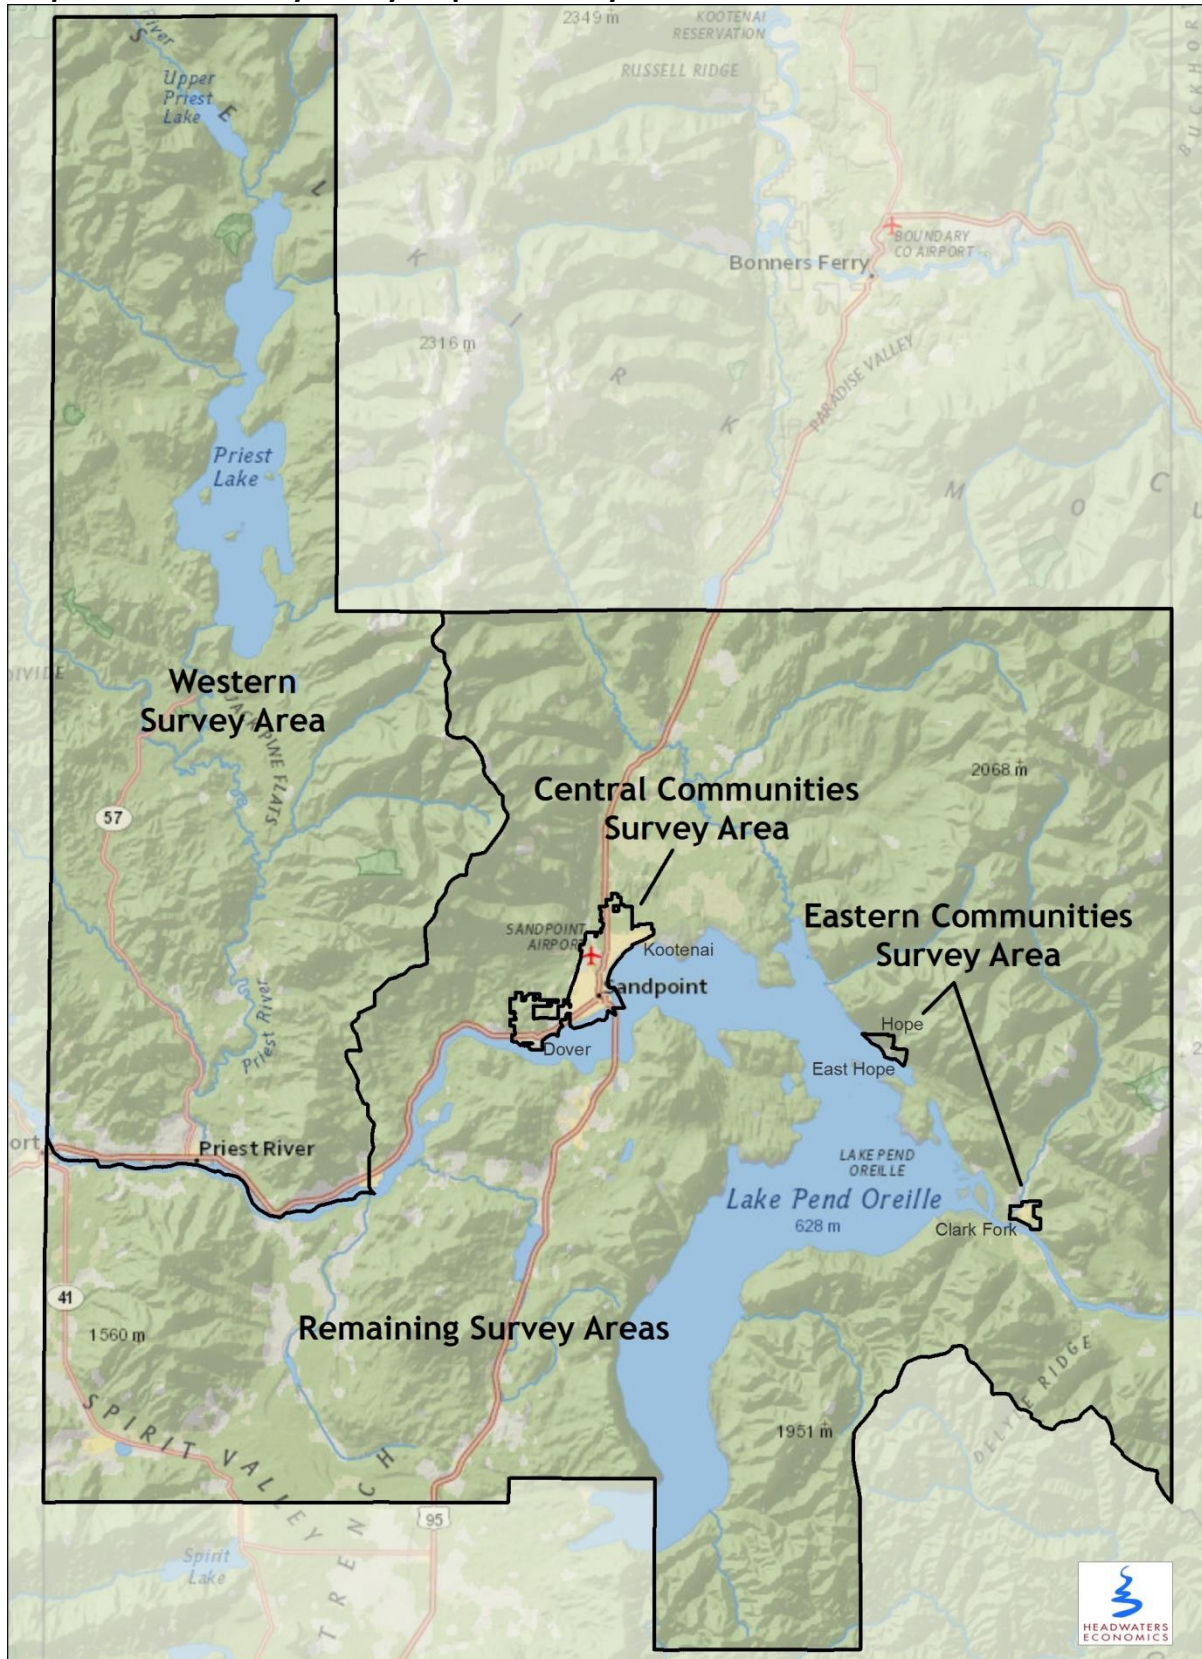 2349 m
KOOTENAI
RESERVATION
RUSSELL RIDGE
River
Upper
Priest
Lake
S E L K I R K
BOUNDARY
CO AIRPORT
Bonners Ferry
2316 m
PARADISE VALLEY
Priest
Lake
M O C
Western
Survey Area
JACK PINE FLATS
57
Central Communities
Survey Area
2068 m
Eastern Communities
Survey Area
SANDPOINT
AIRPORT
Kootenai
Sandpoint
Dover
Hope
East Hope
Priest River
Priest River
LAKE PEND
OREILLE
Lake Pend Oreille
628 m
Clark Fork
41
1560 m
Remaining Survey Areas
SPIRIT VALLEY
TRENCH
1951 m
DELYLE RIDGE
95
Spirit
Lake
HEADWATERS
ECONOMICS